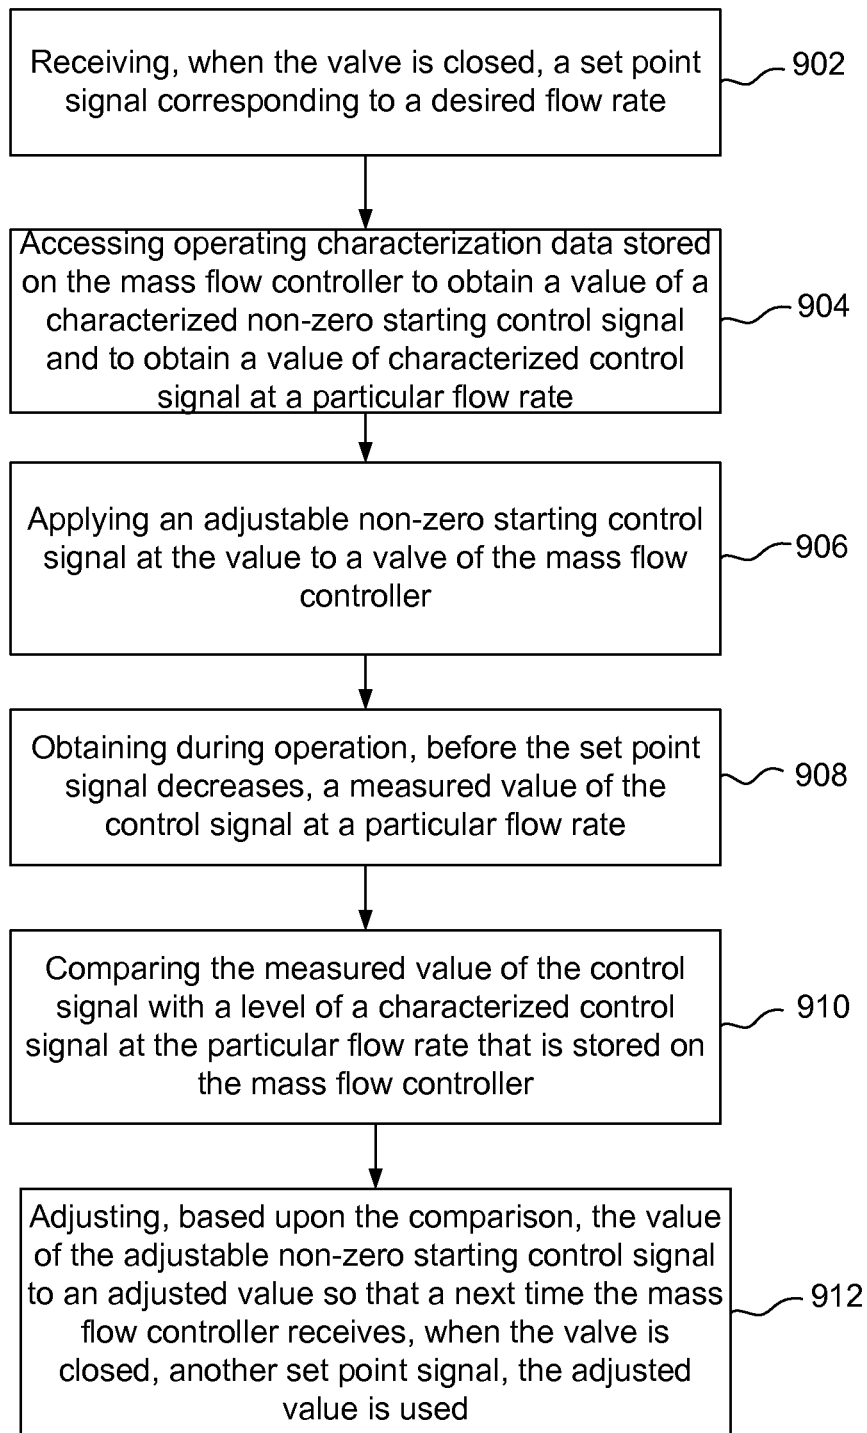 Receiving, when the valve is closed, a set point
signal corresponding to a desired flow rate
902
Accessing operating characterization data stored
on the mass flow controller to obtain a value of a
characterized non-zero starting control signal
and to obtain a value of characterized control
signal at a particular flow rate
904
Applying an adjustable non-zero starting control
signal at the value to a valve of the mass flow
controller
906
Obtaining during operation, before the set point
signal decreases, a measured value of the
control signal at a particular flow rate
908
Comparing the measured value of the control
signal with a level of a characterized control
signal at the particular flow rate that is stored on
the mass flow controller
910
Adjusting, based upon the comparison, the value
of the adjustable non-zero starting control signal
to an adjusted value so that a next time the mass
flow controller receives, when the valve is
closed, another set point signal, the adjusted
value is used
912